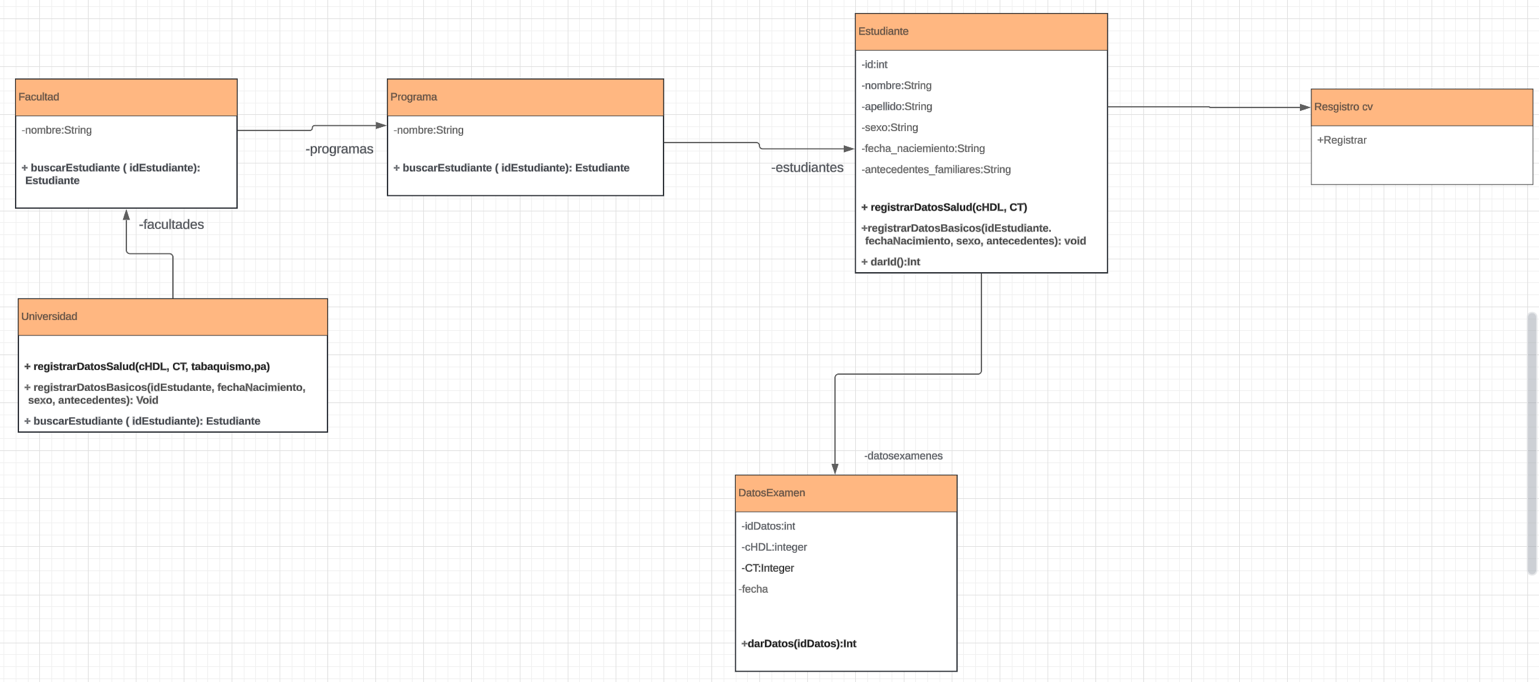 Facultad
-nombre:String
+ buscarEstudiante ( idEstudiante):
Estudiante
-programas
Programa
-nombre:String
+ buscarEstudiante ( idEstudiante): Estudiante
-estudiantes
Estudiante
-id:int
-nombre:String
-apellido:String
-sexo:String
-fecha_naciemiento:String
-antecedentes_familiares:String
+ registrarDatosSalud(cHDL, CT)
+registrarDatosBasicos(idEstudiante.
fechaNacimiento, sexo, antecedentes): void
+ darId():Int
Resgistro cv
+Registrar
-facultades
Universidad
+ registrarDatosSalud(cHDL, CT, tabaquismo,pa)
+ registrarDatosBasicos(idEstudante, fechaNacimiento,
sexo, antecedentes): Void
+ buscarEstudiante ( idEstudiante): Estudiante
-datosexamenes
DatosExamen
-idDatos:int
-cHDL:integer
-CT:Integer
-fecha
+darDatos(idDatos):Int